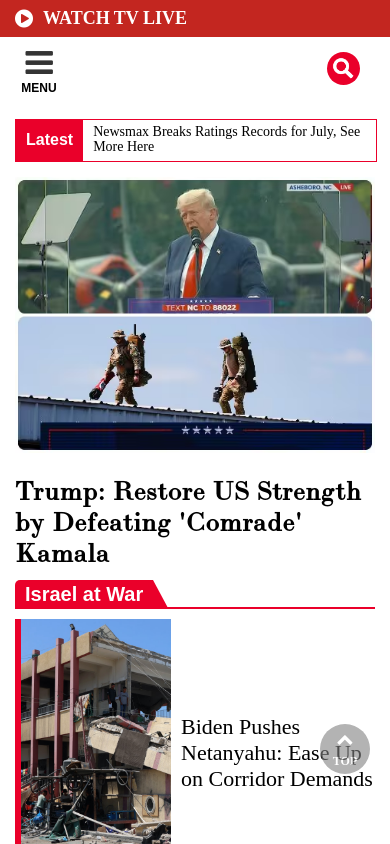 WATCH TV LIVE
MENU
Latest
Newsmax Breaks Ratings Records for July, See
More Here
ASHEBORO, NC LIVE
TEXT NC TO 88022
Trump: Restore US Strength
by Defeating 'Comrade'
Kamala
Israel at War
Biden Pushes
Netanyahu: Ease Up
on Corridor Demands
TOP